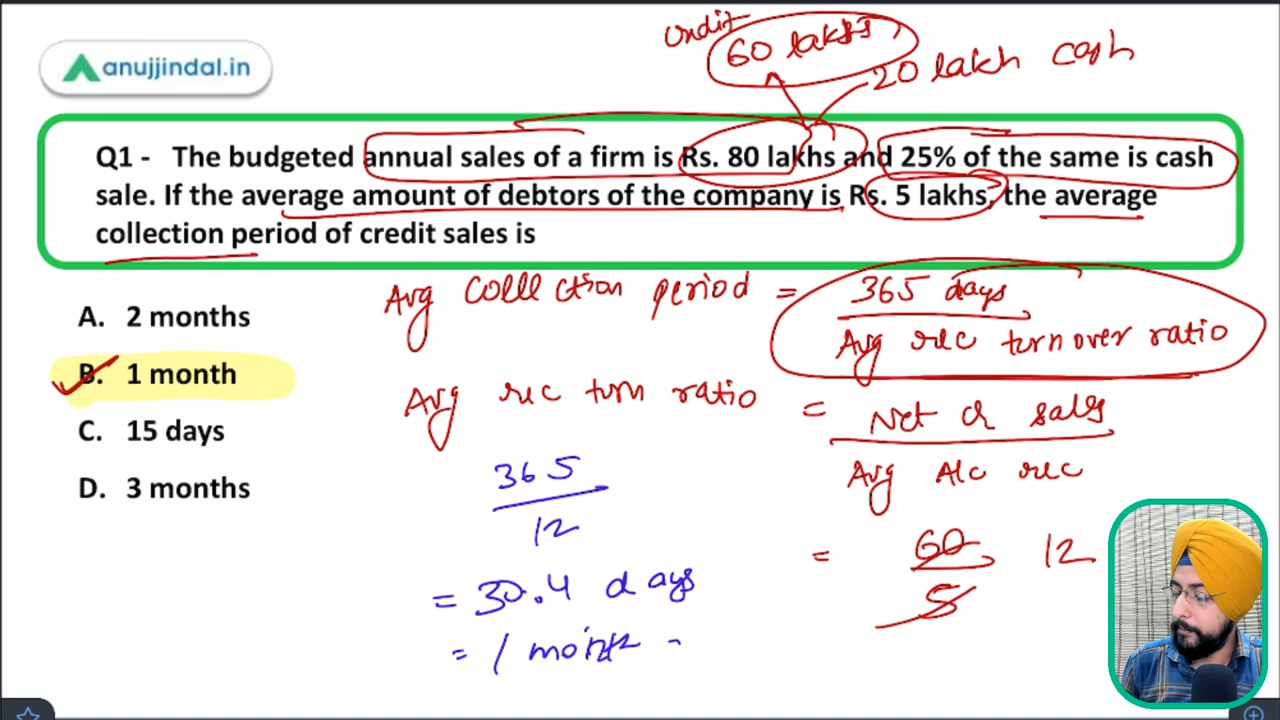 Credit
60 lakhs
20 lakh cash
anujjindal.in
Q1 - The budgeted annual sales of a firm is Rs. 80 lakhs and 25% of the same is cash
sale. If the average amount of debtors of the company is Rs. 5 lakhs, the average
collection period of credit sales is
Avg Collection period = 365 days
Avg rec turnover ratio
A. 2 months
B. 1 month
C. 15 days
D. 3 months
Avg rec turn ratio = Net cr sales
Avg A/c rec
= 60 12
5
365
12
= 30.4 days
= 1 month